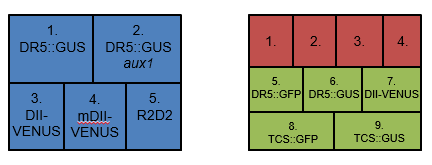 1.
DR5::GUS
2.
DR5::GUS
aux1
3.
DII-
VENUS
4.
mDII-
VENUS
5.
R2D2
1.
2.
3.
4.
5.
DR5::GFP
6.
DR5::GUS
7.
DII-VENUS
8.
TCS::GFP
9.
TCS::GUS